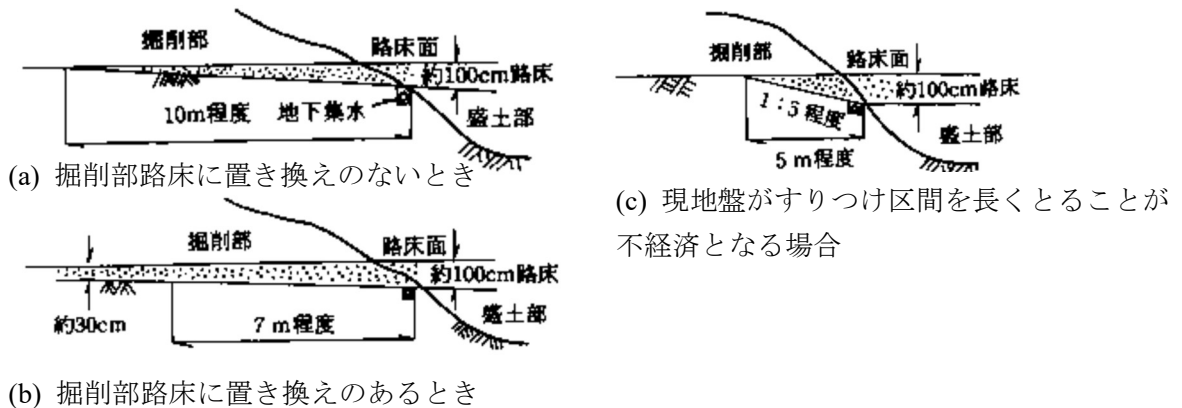 掘削部
路床面
約100cm路床
10m程度
地下集水
盛土部
(a) 掘削部路床に置き換えのないとき
掘削部
路床面
約100cm路床
約30cm
7m程度
盛土部
(b) 掘削部路床に置き換えのあるとき
掘削部
路床面
約100cm路床
1:5程度
盛土部
5m程度
(c) 現地盤がすりつけ区間を長くとることが
不経済となる場合